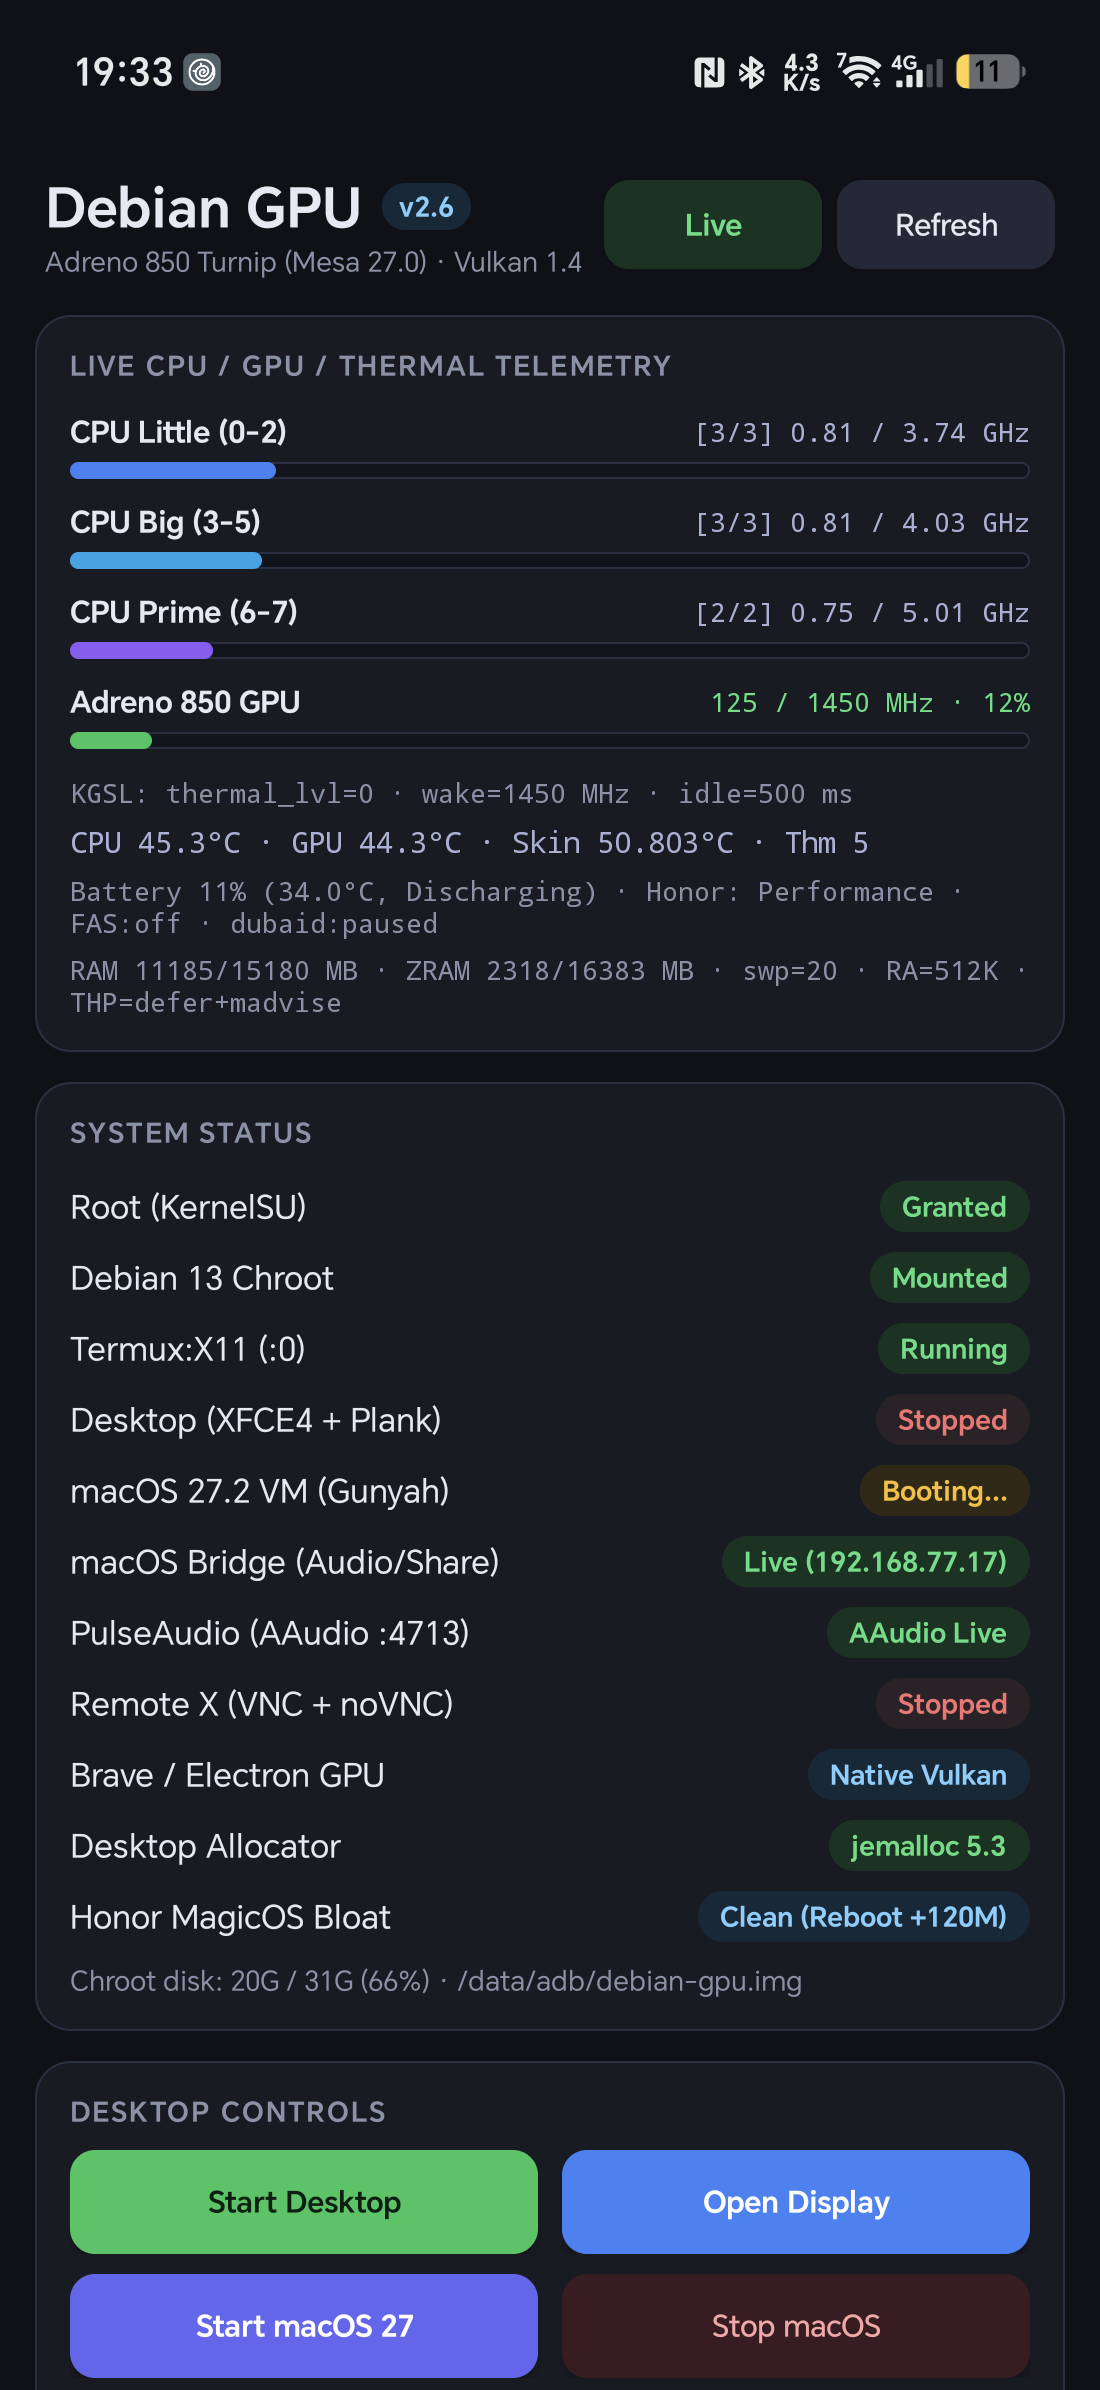 19:33
4.3 K/s
7
4G
11
Debian GPU v2.6
Live
Refresh
Adreno 850 Turnip (Mesa 27.0) · Vulkan 1.4
LIVE CPU / GPU / THERMAL TELEMETRY
CPU Little (0-2) [3/3] 0.81 / 3.74 GHz
CPU Big (3-5) [3/3] 0.81 / 4.03 GHz
CPU Prime (6-7) [2/2] 0.75 / 5.01 GHz
Adreno 850 GPU 125 / 1450 MHz · 12%
KGSL: thermal_lvl=0 · wake=1450 MHz · idle=500 ms
CPU 45.3°C · GPU 44.3°C · Skin 50.803°C · Thm 5
Battery 11% (34.0°C, Discharging) · Honor: Performance ·
FAS:off · dubaid:paused
RAM 11185/15180 MB · ZRAM 2318/16383 MB · swp=20 · RA=512K ·
THP=defer+madvise
SYSTEM STATUS
Root (KernelSU) Granted
Debian 13 Chroot Mounted
Termux:X11 (:0) Running
Desktop (XFCE4 + Plank) Stopped
macOS 27.2 VM (Gunyah) Booting...
macOS Bridge (Audio/Share) Live (192.168.77.17)
PulseAudio (AAudio :4713) AAudio Live
Remote X (VNC + noVNC) Stopped
Brave / Electron GPU Native Vulkan
Desktop Allocator jemalloc 5.3
Honor MagicOS Bloat Clean (Reboot +120M)
Chroot disk: 20G / 31G (66%) · /data/adb/debian-gpu.img
DESKTOP CONTROLS
Start Desktop
Open Display
Start macOS 27
Stop macOS